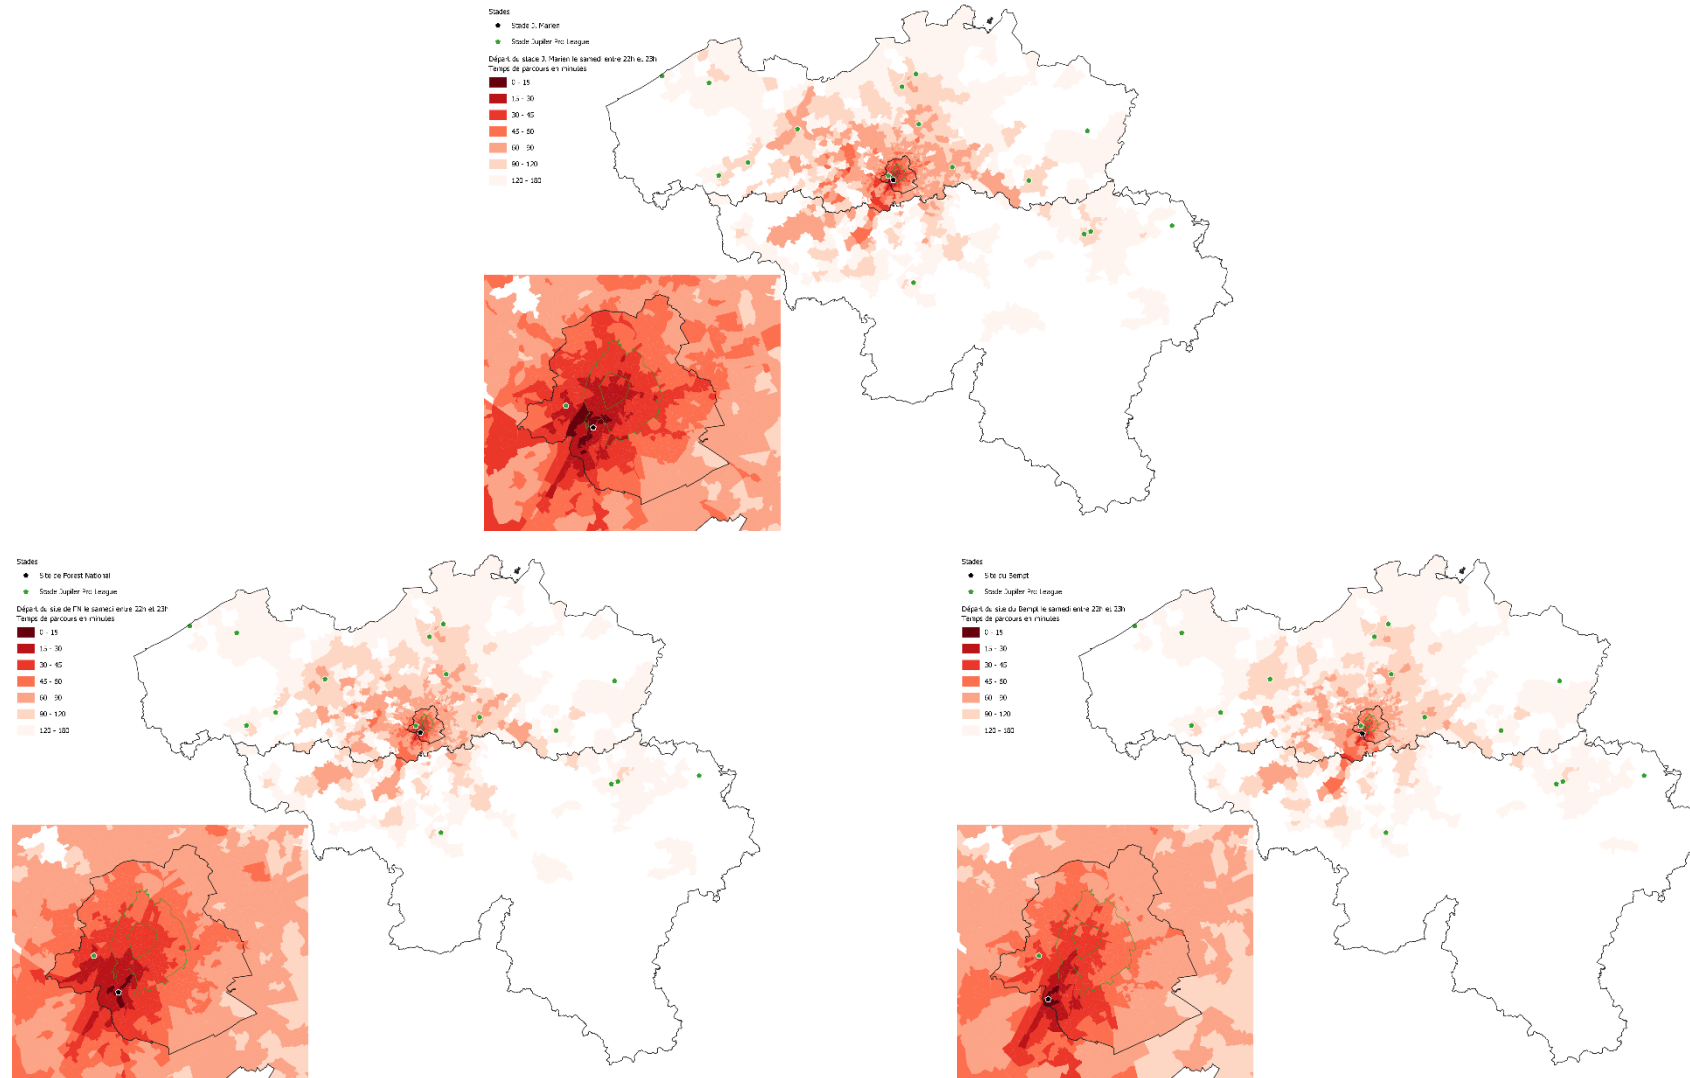 Stades
Stade J. Marien
Stade Jupiler Pro League
Départ du stade J. Marien le samedi entre 22h et 23h
Temps de parcours en minutes
0 - 15
15 - 30
30 - 45
45 - 60
60 - 90
90 - 120
120 - 180
Stades
Site de Forest National
Stade Jupiler Pro League
Départ du site de FN le samedi entre 22h et 23h
Temps de parcours en minutes
0 - 15
15 - 30
30 - 45
45 - 60
60 - 90
90 - 120
120 - 180
Stades
Site du Bempt
Stade Jupiler Pro League
Départ du site du Bempt le samedi entre 22h et 23h
Temps de parcours en minutes
0 - 15
15 - 30
30 - 45
45 - 60
60 - 90
90 - 120
120 - 180